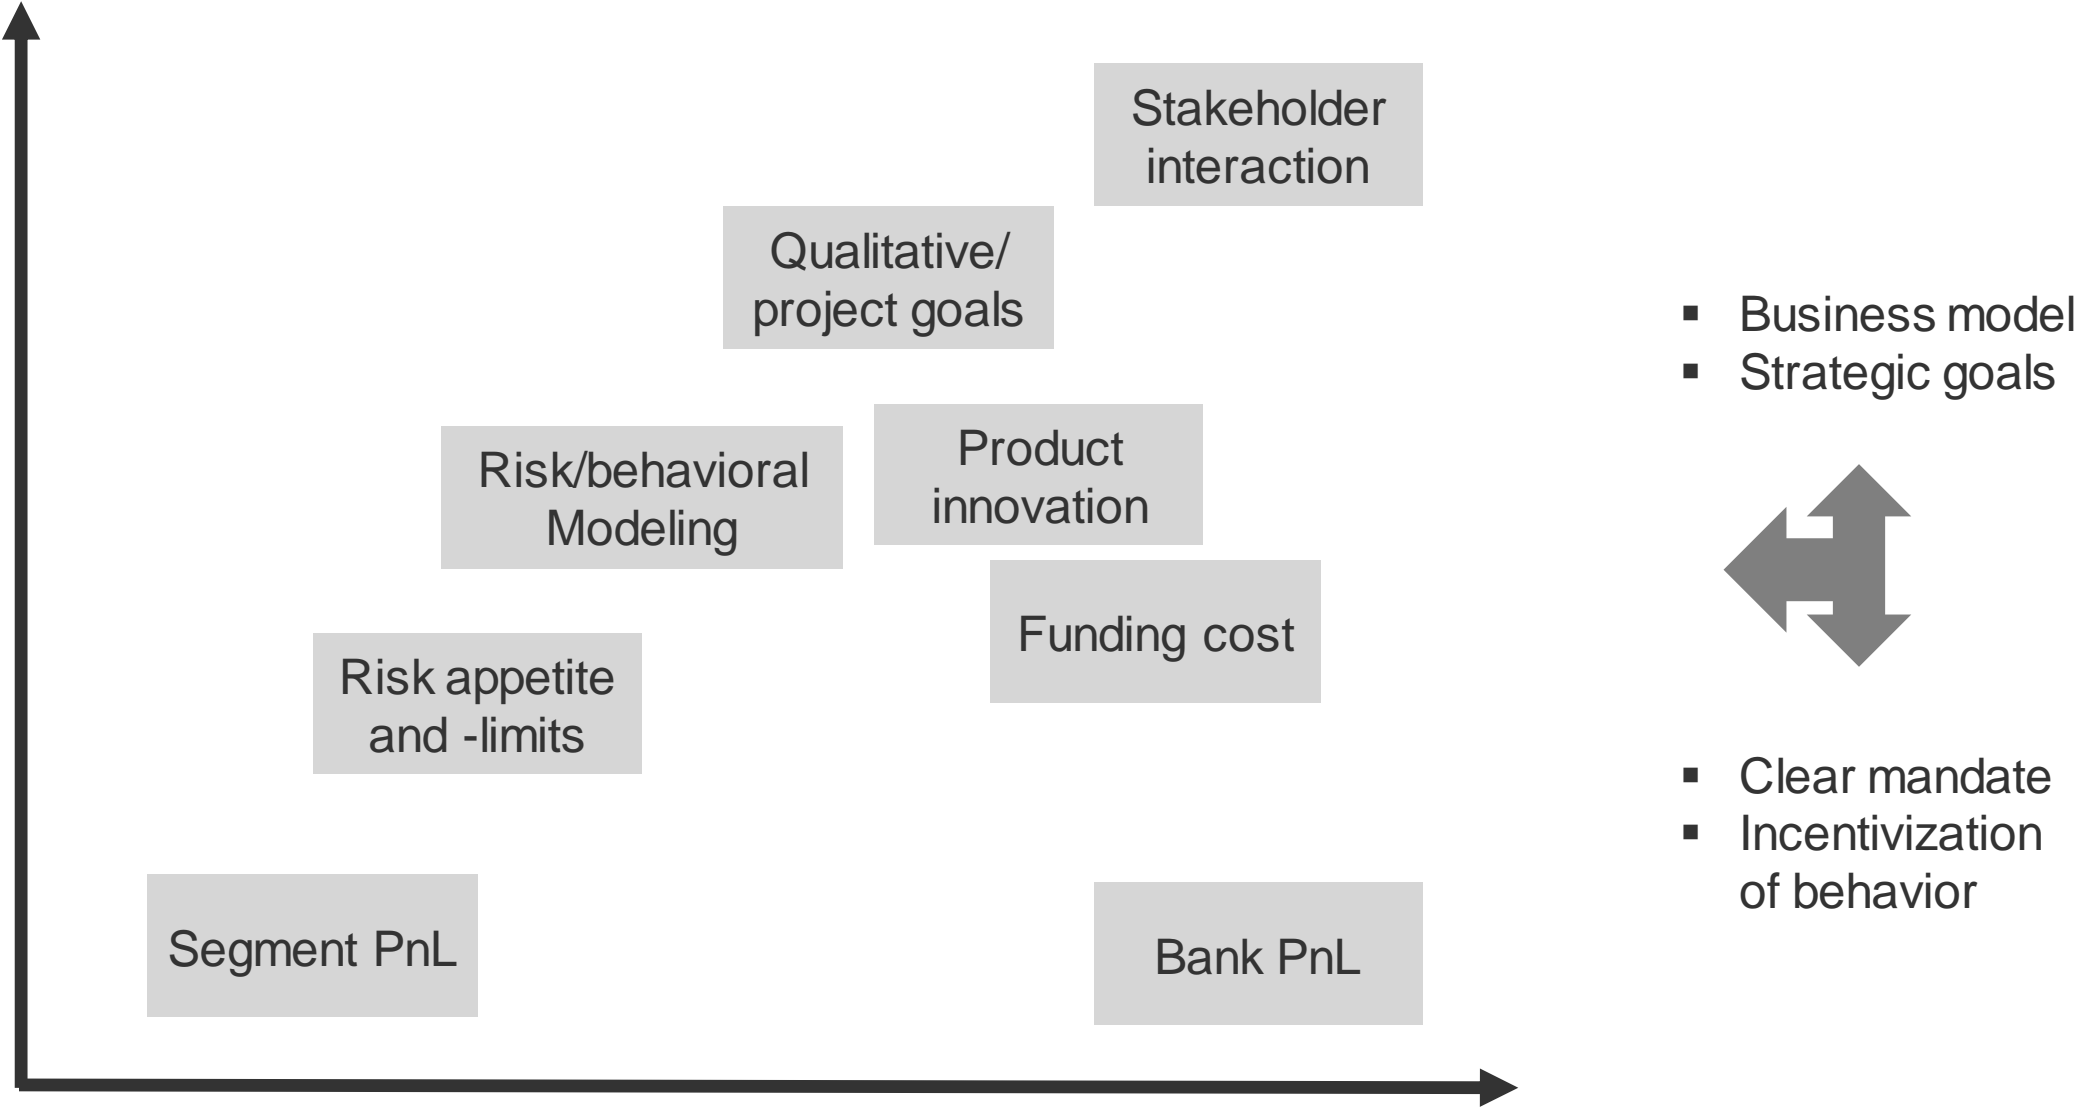 Stakeholder
interaction
Qualitative/
project goals
Risk/behavioral
Modeling
Product
innovation
Funding cost
Risk appetite
and -limits
Segment PnL
Bank PnL
▪ Business model
▪ Strategic goals
▪ Clear mandate
▪ Incentivization
of behavior